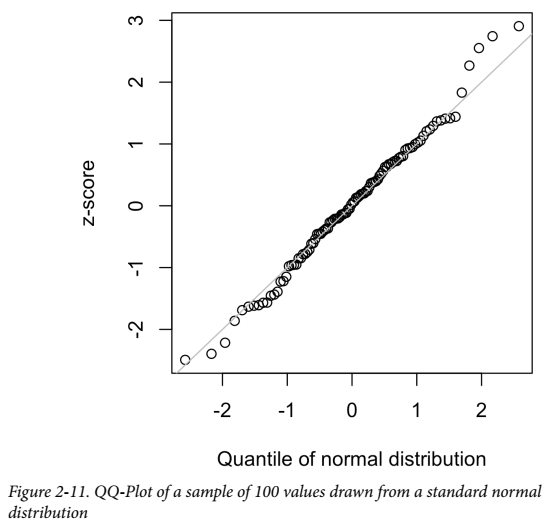 3
2
1
0
-1
-2
z-score
-2 -1 0 1 2
Quantile of normal distribution
Figure 2-11. QQ-Plot of a sample of 100 values drawn from a standard normal
distribution